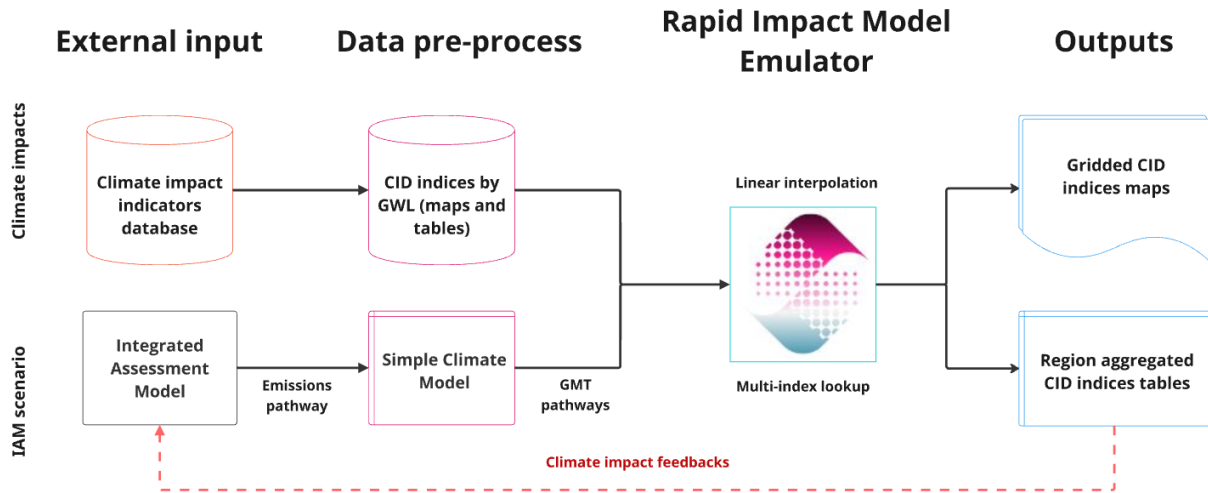 External input
Data pre-process
Rapid Impact Model
Emulator
Outputs
Climate impacts
Climate impact
indicators
database
CID indices by
GWL (maps and
tables)
Linear interpolation
Gridded CID
indices maps
IAM scenario
Integrated
Assessment
Model
Emissions
pathway
Simple Climate
Model
GMT
pathways
Multi-index lookup
Region aggregated
CID indices tables
Climate impact feedbacks